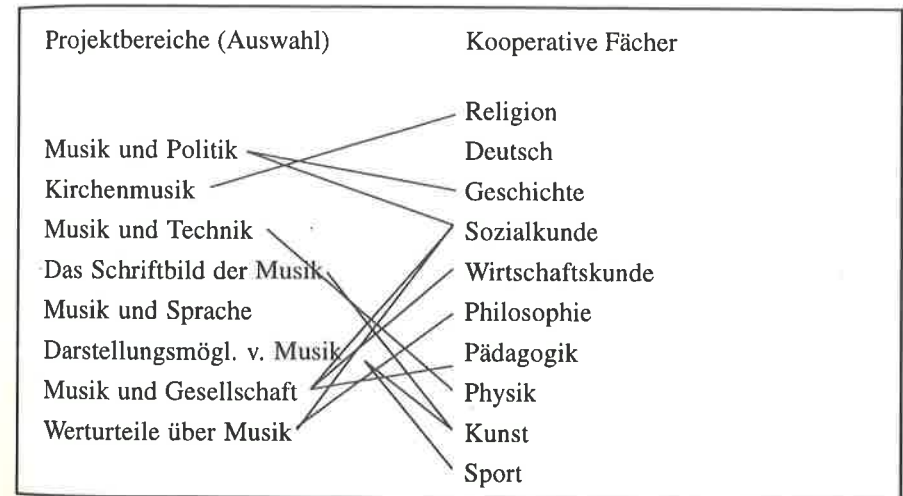 Projektbereiche (Auswahl)
Musik und Politik
Kirchenmusik
Musik und Technik
Das Schriftbild der Musik
Musik und Sprache
Darstellungsmögl. v. Musik
Musik und Gesellschaft
Werturteile über Musik
Kooperative Fächer
Religion
Deutsch
Geschichte
Sozialkunde
Wirtschaftskunde
Philosophie
Pädagogik
Physik
Kunst
Sport